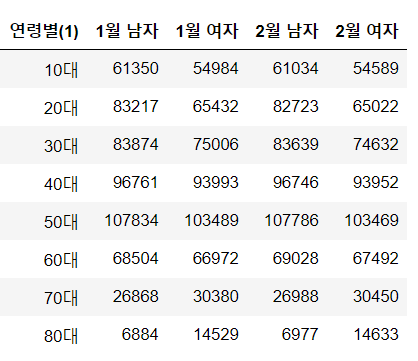 연령별(1) 1월 남자 1월 여자 2월 남자 2월 여자
10대 61350 54984 61034 54589
20대 83217 65432 82723 65022
30대 83874 75006 83639 74632
40대 96761 93993 96746 93952
50대 107834 103489 107786 103469
60대 68504 66972 69028 67492
70대 26868 30380 26988 30450
80대 6884 14529 6977 14633